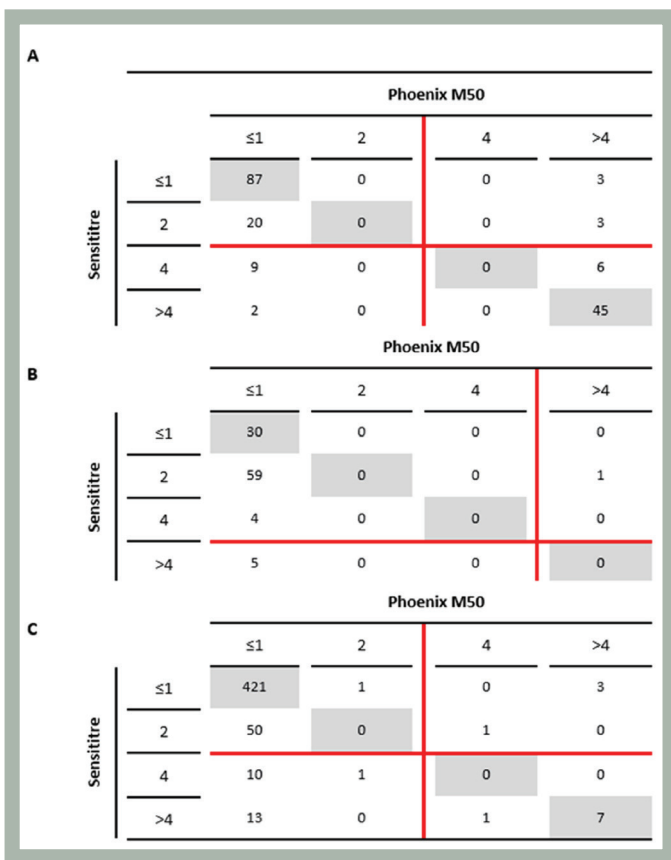 A
Phoenix M50
≤1 2 4 >4
Sensititre
≤1 87 0 0 3
2 20 0 0 3
4 9 0 0 6
>4 2 0 0 45
Phoenix M50
B
≤1 2 4 >4
Sensititre
≤1 30 0 0 0
2 59 0 0 1
4 4 0 0 0
>4 5 0 0 0
Phoenix M50
C
≤1 2 4 >4
Sensititre
≤1 421 1 0 3
2 50 0 1 0
4 10 1 0 0
>4 13 0 1 7